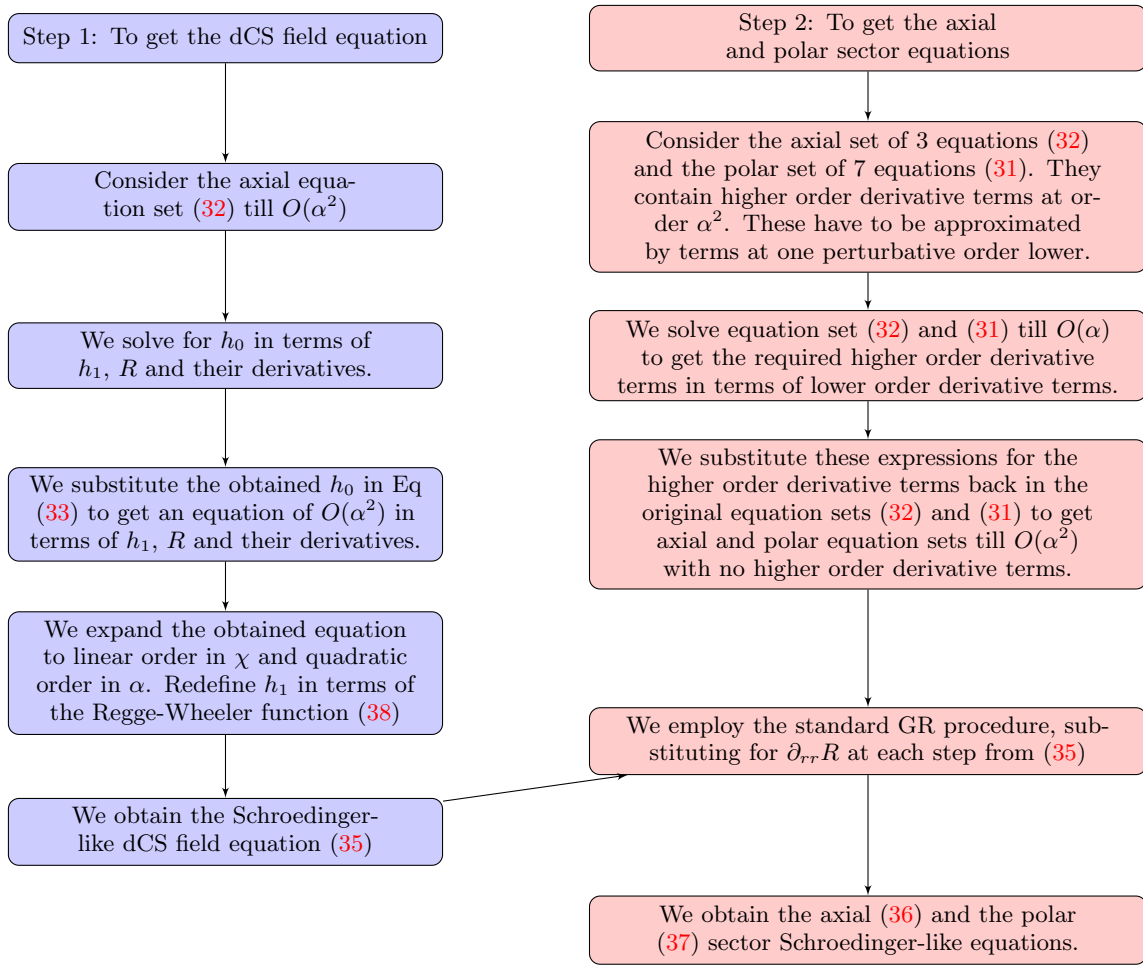 Step 1: To get the dCS field equation
Consider the axial equa-
tion set (32) till O(α²)
We solve for h₀ in terms of
h₁, R and their derivatives.
We substitute the obtained h₀ in Eq
(33) to get an equation of O(α²) in
terms of h₁, R and their derivatives.
We expand the obtained equation
to linear order in χ and quadratic
order in α. Redefine h₁ in terms of
the Regge-Wheeler function (38)
We obtain the Schroedinger-
like dCS field equation (35)
Step 2: To get the axial
and polar sector equations
Consider the axial set of 3 equations (32)
and the polar set of 7 equations (31). They
contain higher order derivative terms at or-
der α². These have to be approximated
by terms at one perturbative order lower.
We solve equation set (32) and (31) till O(α)
to get the required higher order derivative
terms in terms of lower order derivative terms.
We substitute these expressions for the
higher order derivative terms back in the
original equation sets (32) and (31) to get
axial and polar equation sets till O(α²)
with no higher order derivative terms.
We employ the standard GR procedure, sub-
stituting for ∂ᵣᵣR at each step from (35)
We obtain the axial (36) and the polar
(37) sector Schroedinger-like equations.